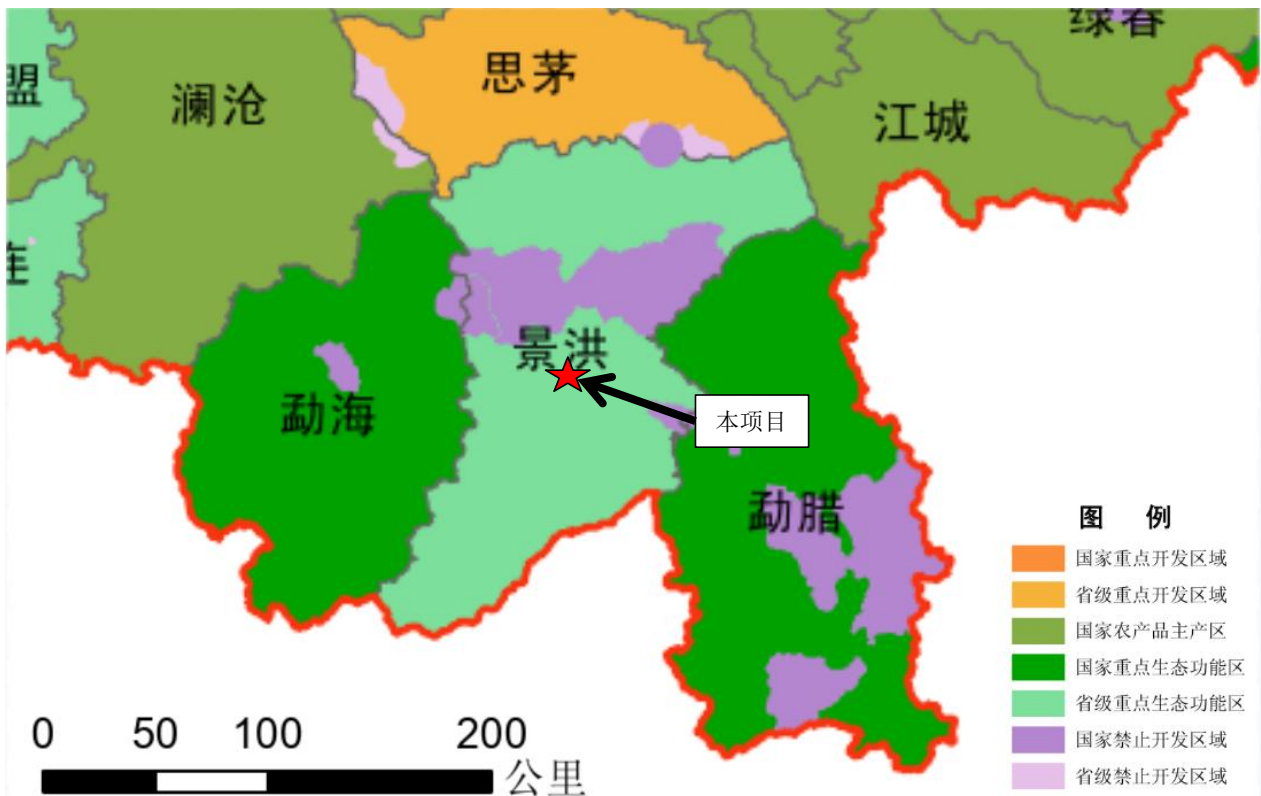 绿春
思茅
盟
澜沧
江城
连
景洪
勐海
本项目
勐腊
图 例
国家重点开发区域
省级重点开发区域
国家农产品主产区
国家重点生态功能区
省级重点生态功能区
国家禁止开发区域
省级禁止开发区域
0 50 100 200
公里